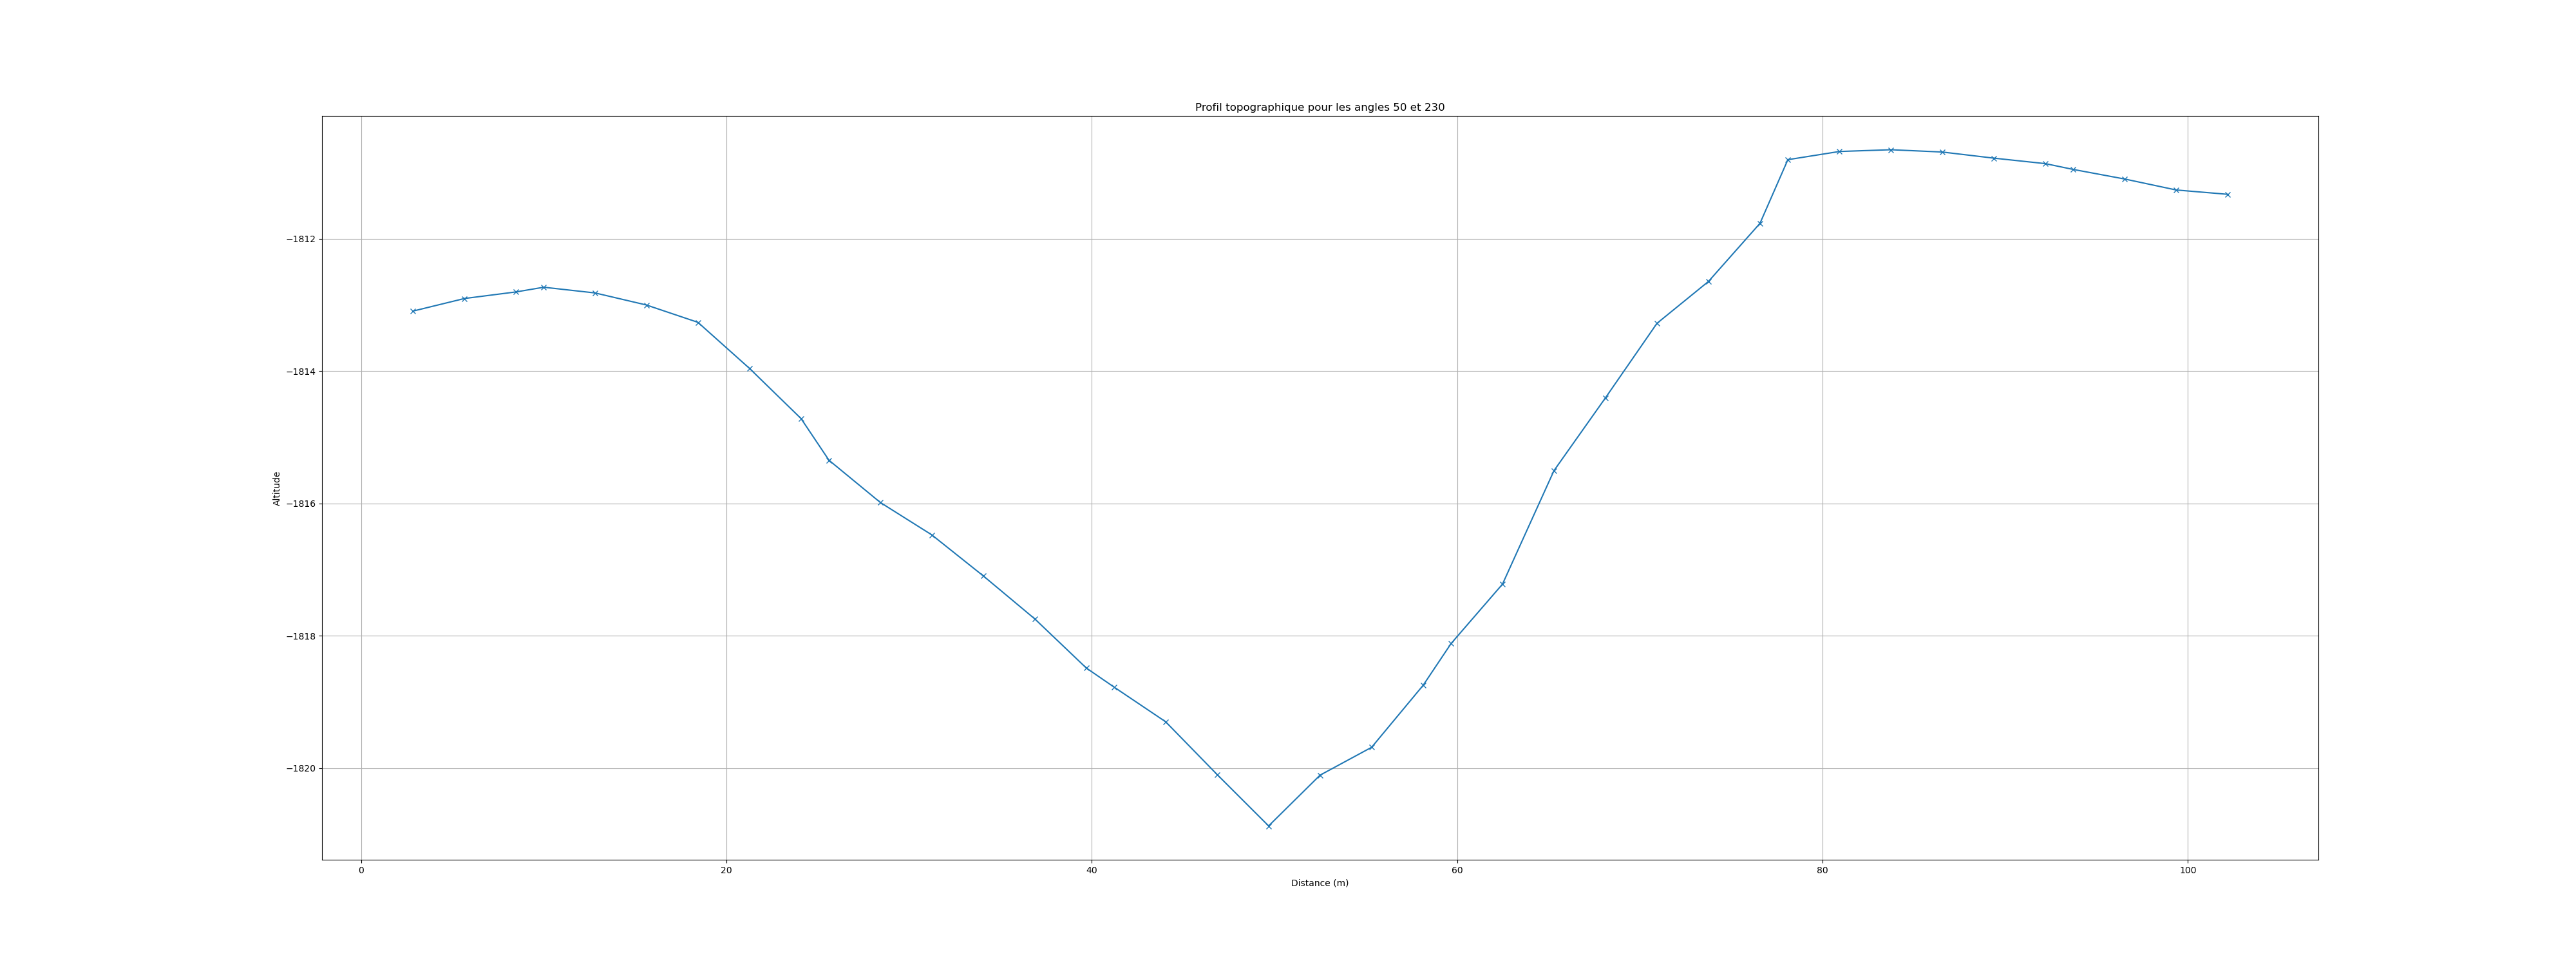 Profil topographique pour les angles 50 et 230
Altitude
−1812
−1814
−1816
−1818
−1820
0 20 40 60 80 100
Distance (m)